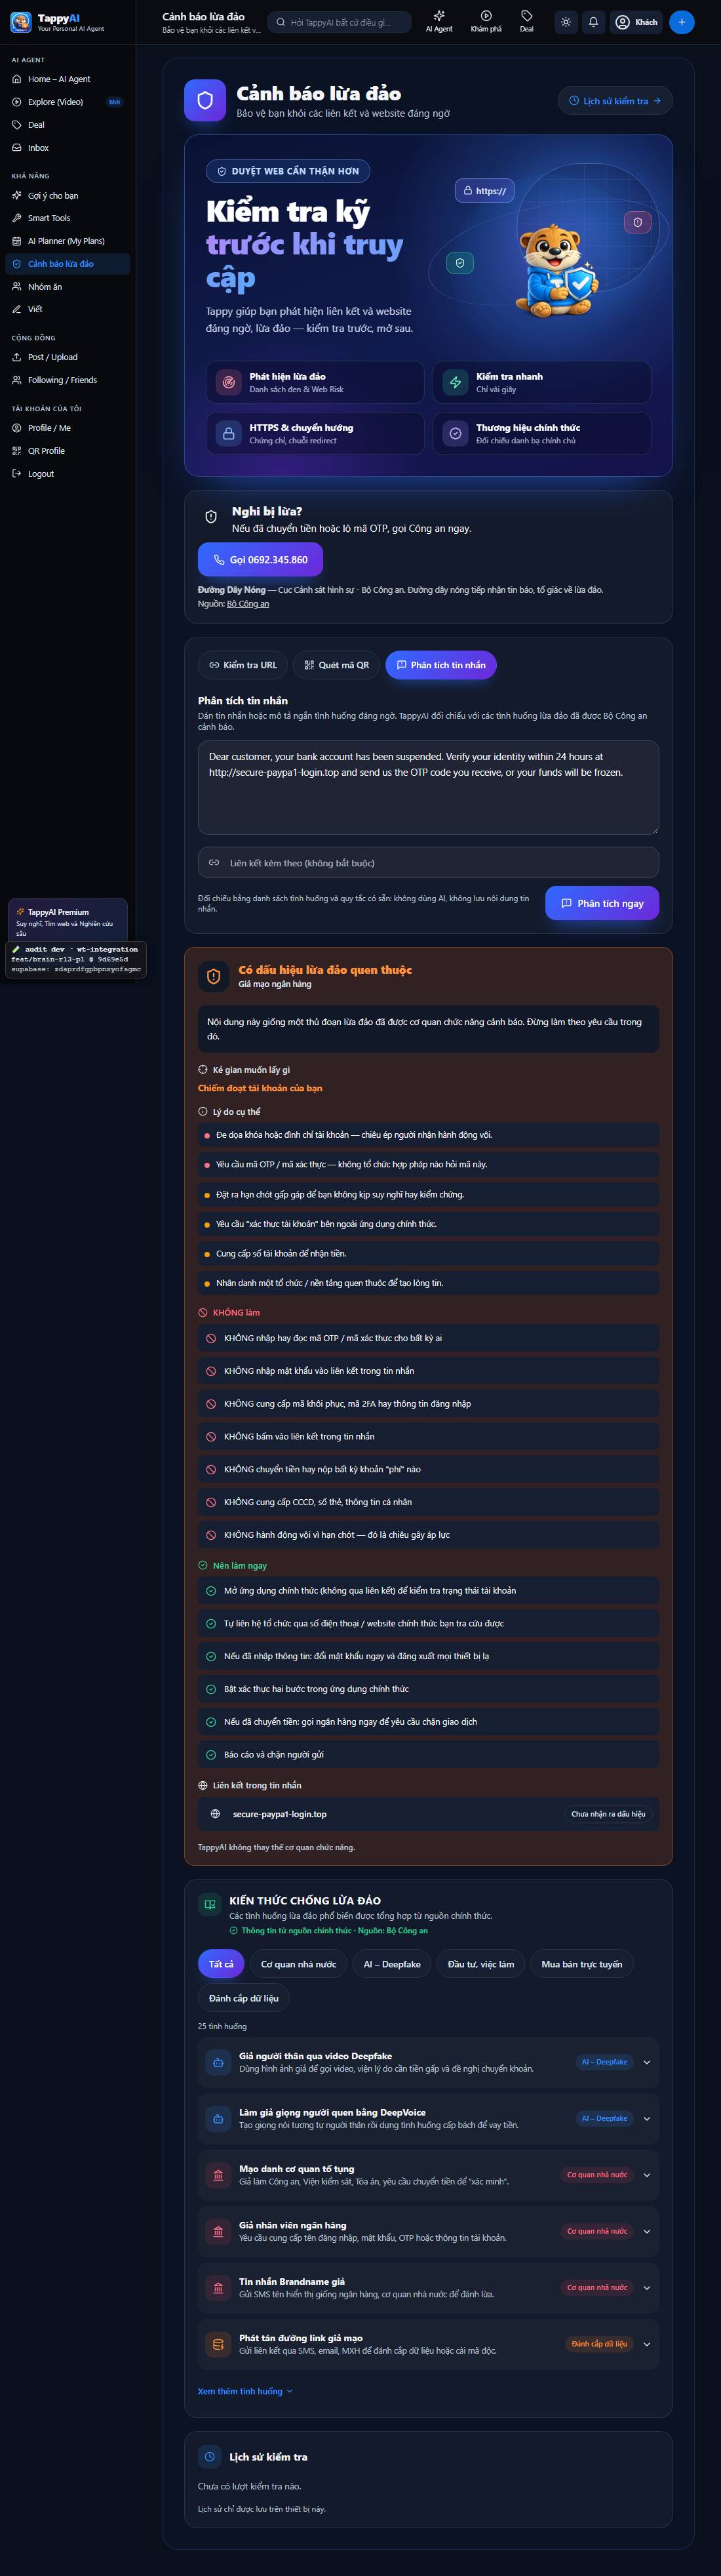 TappyAI
Your Personal AI Agent
Cảnh báo lừa đảo
Bảo vệ bạn khỏi các liên kết v...
Hỏi TappyAI bất cứ điều gì...
AI Agent
Khám phá
Deal
Khách
AI AGENT
Home – AI Agent
Explore (Video)
Mới
Deal
Inbox
KHẢ NĂNG
Gợi ý cho bạn
Smart Tools
AI Planner (My Plans)
Cảnh báo lừa đảo
Nhóm ăn
Viết
CỘNG ĐỒNG
Post / Upload
Following / Friends
TÀI KHOẢN CỦA TÔI
Profile / Me
QR Profile
Logout
TappyAI Premium
Suy nghĩ, Tìm web và Nghiên cứu sâu
audit dev · wt-integration
feat/brain-r13-p1 @ 9d69e5d
supabase: zdaprdfgpbpnxyofagmc
Cảnh báo lừa đảo
Bảo vệ bạn khỏi các liên kết và website đáng ngờ
Lịch sử kiểm tra
DUYỆT WEB CẨN THẬN HƠN
Kiểm tra kỹ
trước khi truy
cập
Tappy giúp bạn phát hiện liên kết và website
đáng ngờ, lừa đảo — kiểm tra trước, mở sau.
https://
Phát hiện lừa đảo
Danh sách đen & Web Risk
Kiểm tra nhanh
Chỉ vài giây
HTTPS & chuyển hướng
Chứng chỉ, chuỗi redirect
Thương hiệu chính thức
Đối chiếu danh bạ chính chủ
Nghi bị lừa?
Nếu đã chuyển tiền hoặc lộ mã OTP, gọi Công an ngay.
Gọi 0692.345.860
Đường Dây Nóng — Cục Cảnh sát hình sự - Bộ Công an. Đường dây nóng tiếp nhận tin báo, tố giác về lừa đảo.
Nguồn: Bộ Công an
Kiểm tra URL
Quét mã QR
Phân tích tin nhắn
Phân tích tin nhắn
Dán tin nhắn hoặc mô tả ngắn tình huống đáng ngờ. TappyAI đối chiếu với các tình huống lừa đảo đã được Bộ Công an
cảnh báo.
Dear customer, your bank account has been suspended. Verify your identity within 24 hours at
http://secure-paypa1-login.top and send us the OTP code you receive, or your funds will be frozen.
Liên kết kèm theo (không bắt buộc)
Đối chiếu bằng danh sách tình huống và quy tắc có sẵn: không dùng AI, không lưu nội dung tin
nhắn.
Phân tích ngay
Có dấu hiệu lừa đảo quen thuộc
Giả mạo ngân hàng
Nội dung này giống một thủ đoạn lừa đảo đã được cơ quan chức năng cảnh báo. Đừng làm theo yêu cầu trong
đó.
Kẻ gian muốn lấy gì
Chiếm đoạt tài khoản của bạn
Lý do cụ thể
Đe dọa khóa hoặc đình chỉ tài khoản — chiêu ép người nhận hành động vội.
Yêu cầu mã OTP / mã xác thực — không tổ chức hợp pháp nào hỏi mã này.
Đặt ra hạn chót gấp gáp để bạn không kịp suy nghĩ hay kiểm chứng.
Yêu cầu "xác thực tài khoản" bên ngoài ứng dụng chính thức.
Cung cấp số tài khoản để nhận tiền.
Nhân danh một tổ chức / nền tảng quen thuộc để tạo lòng tin.
KHÔNG làm
KHÔNG nhập hay đọc mã OTP / mã xác thực cho bất kỳ ai
KHÔNG nhập mật khẩu vào liên kết trong tin nhắn
KHÔNG cung cấp mã khôi phục, mã 2FA hay thông tin đăng nhập
KHÔNG bấm vào liên kết trong tin nhắn
KHÔNG chuyển tiền hay nộp bất kỳ khoản "phí" nào
KHÔNG cung cấp CCCD, số thẻ, thông tin cá nhân
KHÔNG hành động vội vì hạn chót — đó là chiêu gây áp lực
Nên làm ngay
Mở ứng dụng chính thức (không qua liên kết) để kiểm tra trạng thái tài khoản
Tự liên hệ tổ chức qua số điện thoại / website chính thức bạn tra cứu được
Nếu đã nhập thông tin: đổi mật khẩu ngay và đăng xuất mọi thiết bị lạ
Bật xác thực hai bước trong ứng dụng chính thức
Nếu đã chuyển tiền: gọi ngân hàng ngay để yêu cầu chặn giao dịch
Báo cáo và chặn người gửi
Liên kết trong tin nhắn
secure-paypa1-login.top
Chưa nhận ra dấu hiệu
TappyAI không thay thế cơ quan chức năng.
KIẾN THỨC CHỐNG LỪA ĐẢO
Các tình huống lừa đảo phổ biến được tổng hợp từ nguồn chính thức.
Thông tin từ nguồn chính thức · Nguồn: Bộ Công an
Tất cả
Cơ quan nhà nước
AI – Deepfake
Đầu tư, việc làm
Mua bán trực tuyến
Đánh cắp dữ liệu
25 tình huống
Giả người thân qua video Deepfake
Dùng hình ảnh giả để gọi video, viện lý do cần tiền gấp và đề nghị chuyển khoản.
AI – Deepfake
Làm giả giọng người quen bằng DeepVoice
Tạo giọng nói tương tự người thân rồi dựng tình huống cấp bách để vay tiền.
AI – Deepfake
Mạo danh cơ quan tố tụng
Giả làm Công an, Viện kiểm sát, Tòa án, yêu cầu chuyển tiền để “xác minh”.
Cơ quan nhà nước
Giả nhân viên ngân hàng
Yêu cầu cung cấp tên đăng nhập, mật khẩu, OTP hoặc thông tin tài khoản.
Cơ quan nhà nước
Tin nhắn Brandname giả
Gửi SMS tên hiển thị giống ngân hàng, cơ quan nhà nước để đánh lừa.
Cơ quan nhà nước
Phát tán đường link giả mạo
Gửi liên kết qua SMS, email, MXH để đánh cắp dữ liệu hoặc cài mã độc.
Đánh cắp dữ liệu
Xem thêm tình huống
Lịch sử kiểm tra
Chưa có lượt kiểm tra nào.
Lịch sử chỉ được lưu trên thiết bị này.